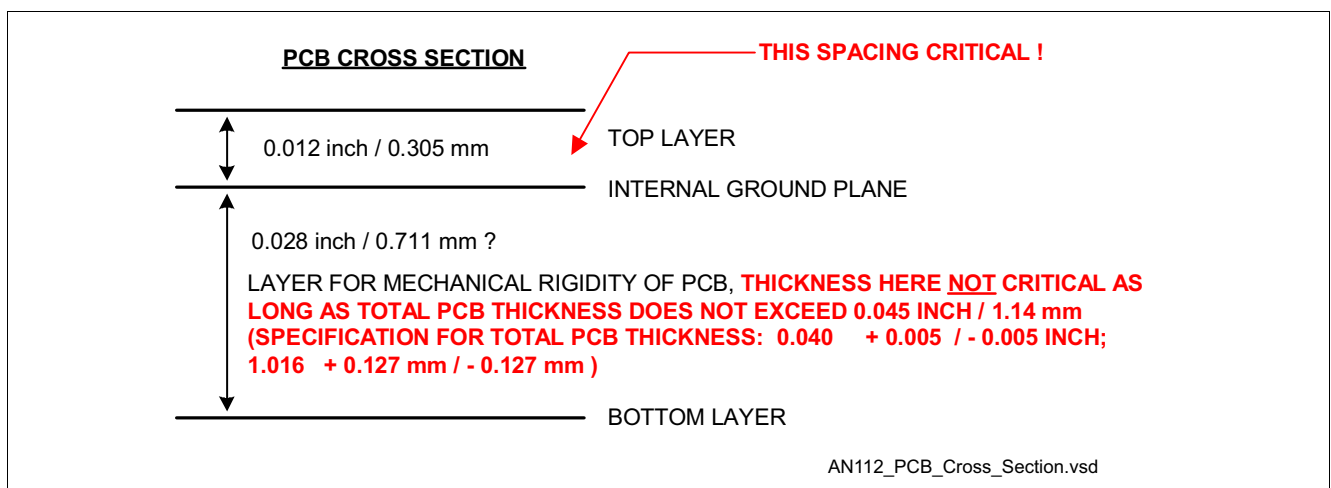 PCB CROSS SECTION
THIS SPACING CRITICAL !
0.012 inch / 0.305 mm
TOP LAYER
INTERNAL GROUND PLANE
0.028 inch / 0.711 mm ?
LAYER FOR MECHANICAL RIGIDITY OF PCB, THICKNESS HERE NOT CRITICAL AS
LONG AS TOTAL PCB THICKNESS DOES NOT EXCEED 0.045 INCH / 1.14 mm
(SPECIFICATION FOR TOTAL PCB THICKNESS: 0.040 + 0.005 / - 0.005 INCH;
1.016 + 0.127 mm / - 0.127 mm )
BOTTOM LAYER
AN112_PCB_Cross_Section.vsd